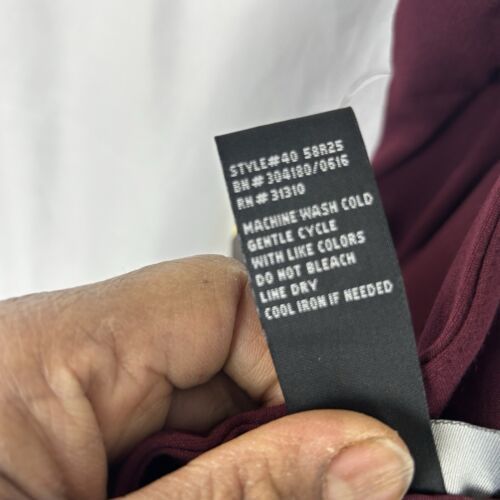 STYLE#40 58R25
BN# 304180/0616
RN# 31310
MACHINE WASH COLD
GENTLE CYCLE
WITH LIKE COLORS
DO NOT BLEACH
LINE DRY
COOL IRON IF NEEDED